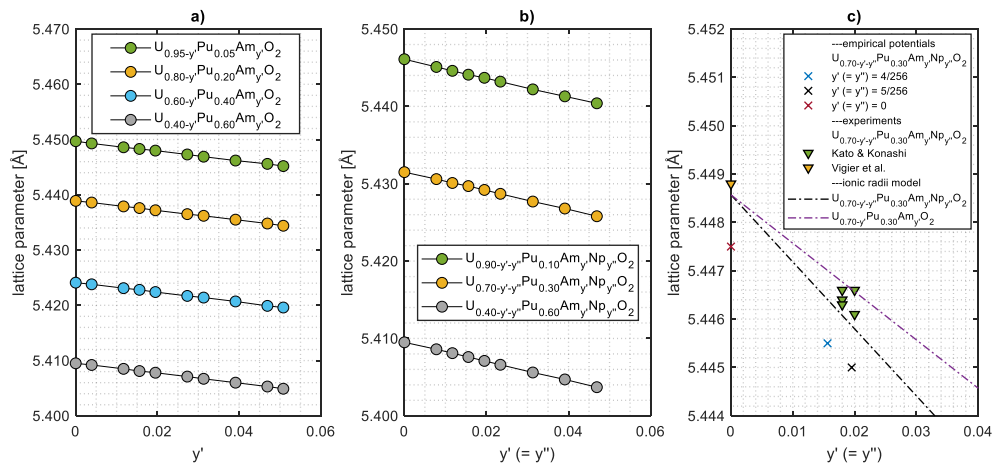 a)
lattice parameter [Å]
5.470
5.460
5.450
5.440
5.430
5.420
5.410
5.400
U0.95-y'Pu0.05Amy'O2
U0.80-y'Pu0.20Amy'O2
U0.60-y'Pu0.40Amy'O2
U0.40-y'Pu0.60Amy'O2
0 0.02 0.04 0.06
y'
b)
lattice parameter [Å]
5.450
5.440
5.430
5.420
5.410
5.400
U0.90-y'-y"Pu0.10Amy'Npy"O2
U0.70-y'-y"Pu0.30Amy'Npy"O2
U0.40-y'-y"Pu0.60Amy'Npy"O2
0 0.02 0.04 0.06
y' (= y")
c)
lattice parameter [Å]
5.452
5.451
5.450
5.449
5.448
5.447
5.446
5.445
5.444
---empirical potentials
U0.70-y'-y"Pu0.30Amy'Npy"O2
y' (= y") = 4/256
y' (= y") = 5/256
y' (= y") = 0
---experiments
U0.70-y'-y"Pu0.30Amy'Npy"O2
Kato & Konashi
Vigier et al.
---ionic radii model
U0.70-y'-y"Pu0.30Amy'Npy"O2
U0.70-y'Pu0.30Amy'O2
0 0.01 0.02 0.03 0.04
y' (= y")